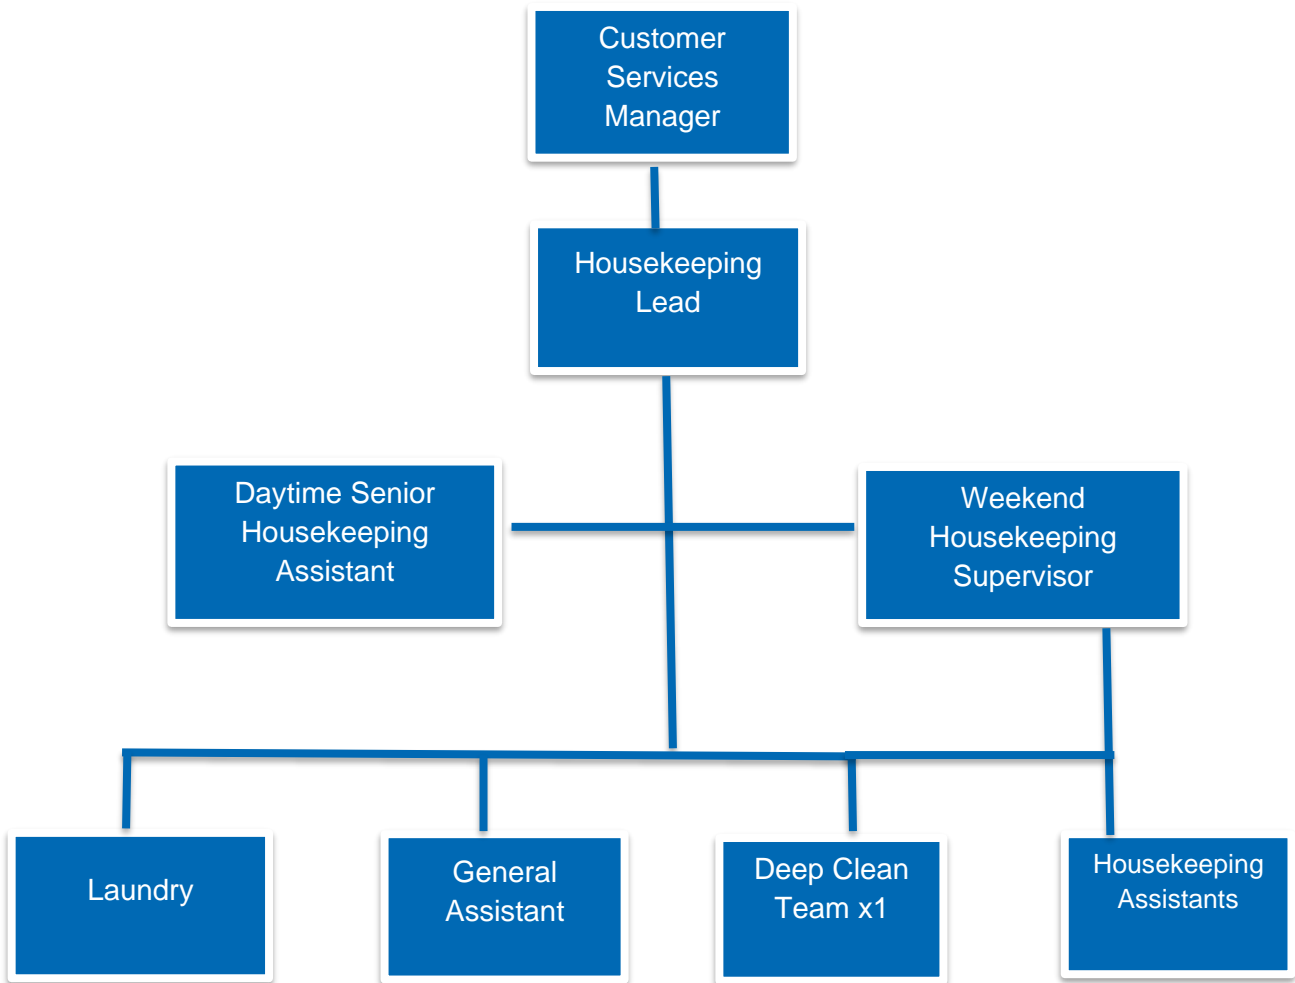 Customer
Services
Manager
Housekeeping
Lead
Daytime Senior
Housekeeping
Assistant
Weekend
Housekeeping
Supervisor
Laundry
General
Assistant
Deep Clean
Team x1
Housekeeping
Assistants